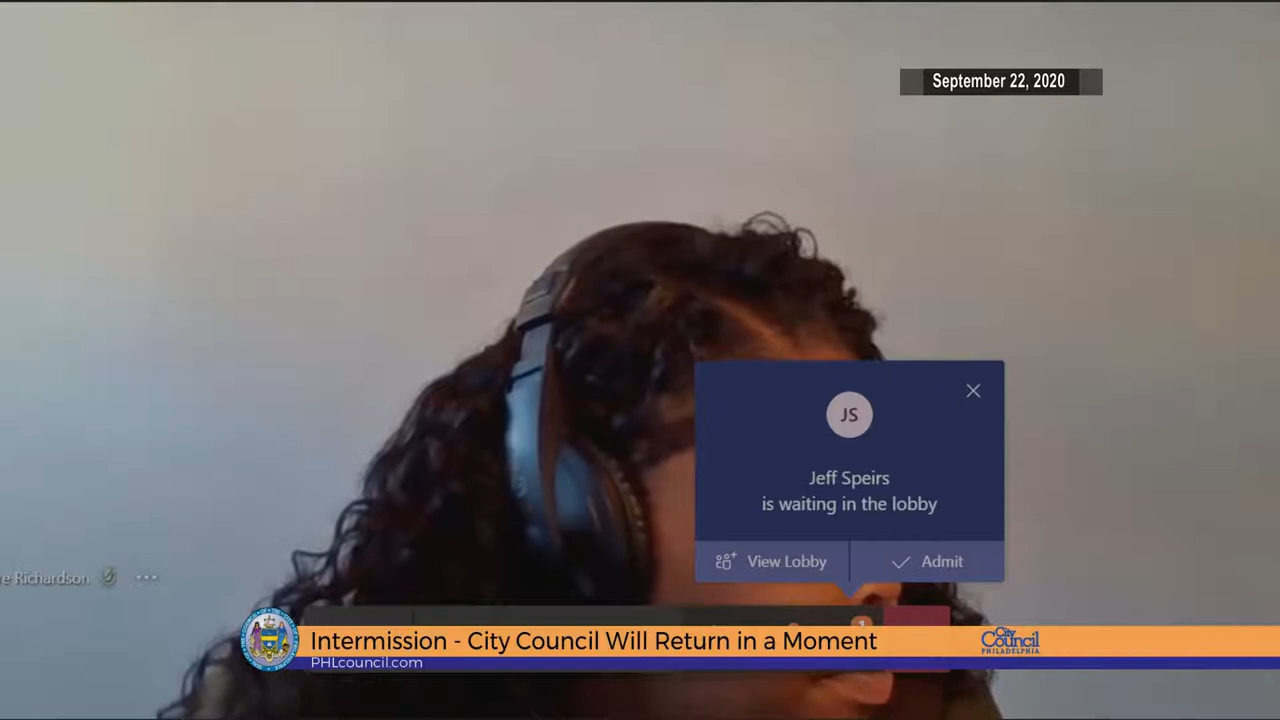 September 22, 2020
JS
Jeff Speirs
is waiting in the lobby
View Lobby
Admit
e Richardson
1
Intermission - City Council Will Return in a Moment
City
Council
PHILADELPHIA
PHLcouncil.com